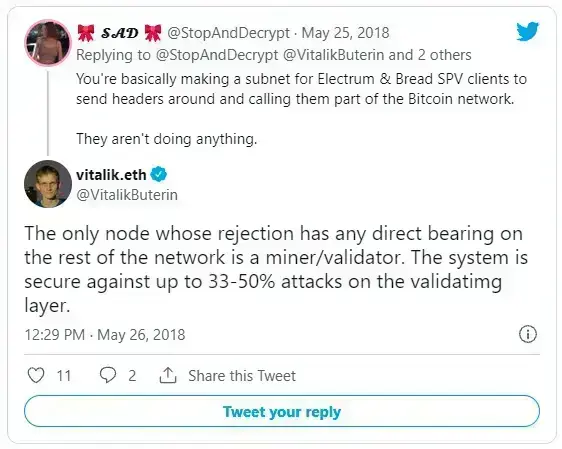 🎀 𝓢𝓐𝓓 🎀 @StopAndDecrypt · May 25, 2018
Replying to @StopAndDecrypt @VitalikButerin and 2 others
You're basically making a subnet for Electrum & Bread SPV clients to
send headers around and calling them part of the Bitcoin network.
They aren't doing anything.
vitalik.eth
@VitalikButerin
The only node whose rejection has any direct bearing on
the rest of the network is a miner/validator. The system is
secure against up to 33-50% attacks on the validatimg
layer.
12:29 PM · May 26, 2018
11 2 Share this Tweet
Tweet your reply